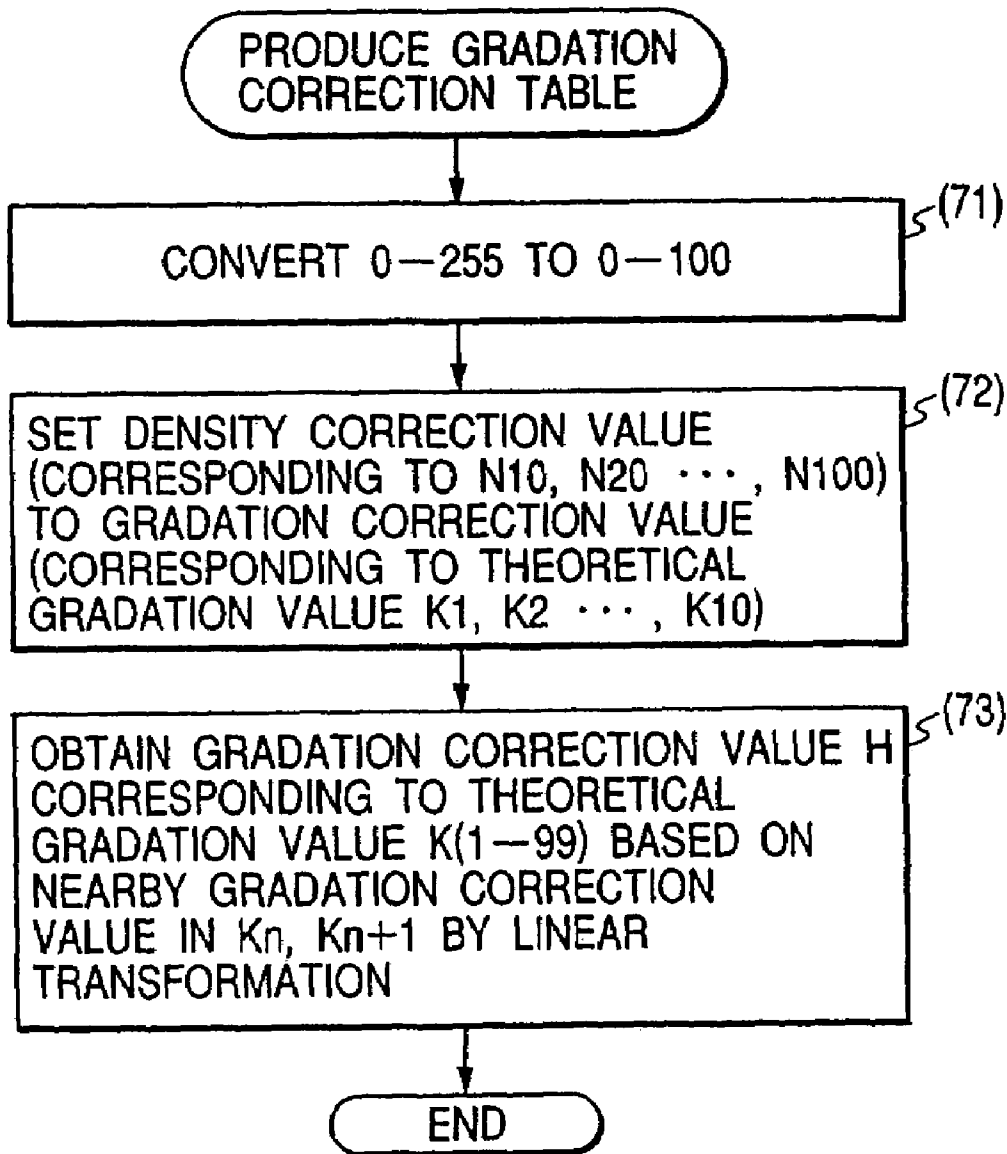 PRODUCE GRADATION
CORRECTION TABLE
(71)
CONVERT 0—255 TO 0—100
(72)
SET DENSITY CORRECTION VALUE
(CORRESPONDING TO N10, N20 ···, N100)
TO GRADATION CORRECTION VALUE
(CORRESPONDING TO THEORETICAL
GRADATION VALUE K1, K2 ···, K10)
(73)
OBTAIN GRADATION CORRECTION VALUE H
CORRESPONDING TO THEORETICAL
GRADATION VALUE K(1—99) BASED ON
NEARBY GRADATION CORRECTION
VALUE IN Kn, Kn+1 BY LINEAR
TRANSFORMATION
END